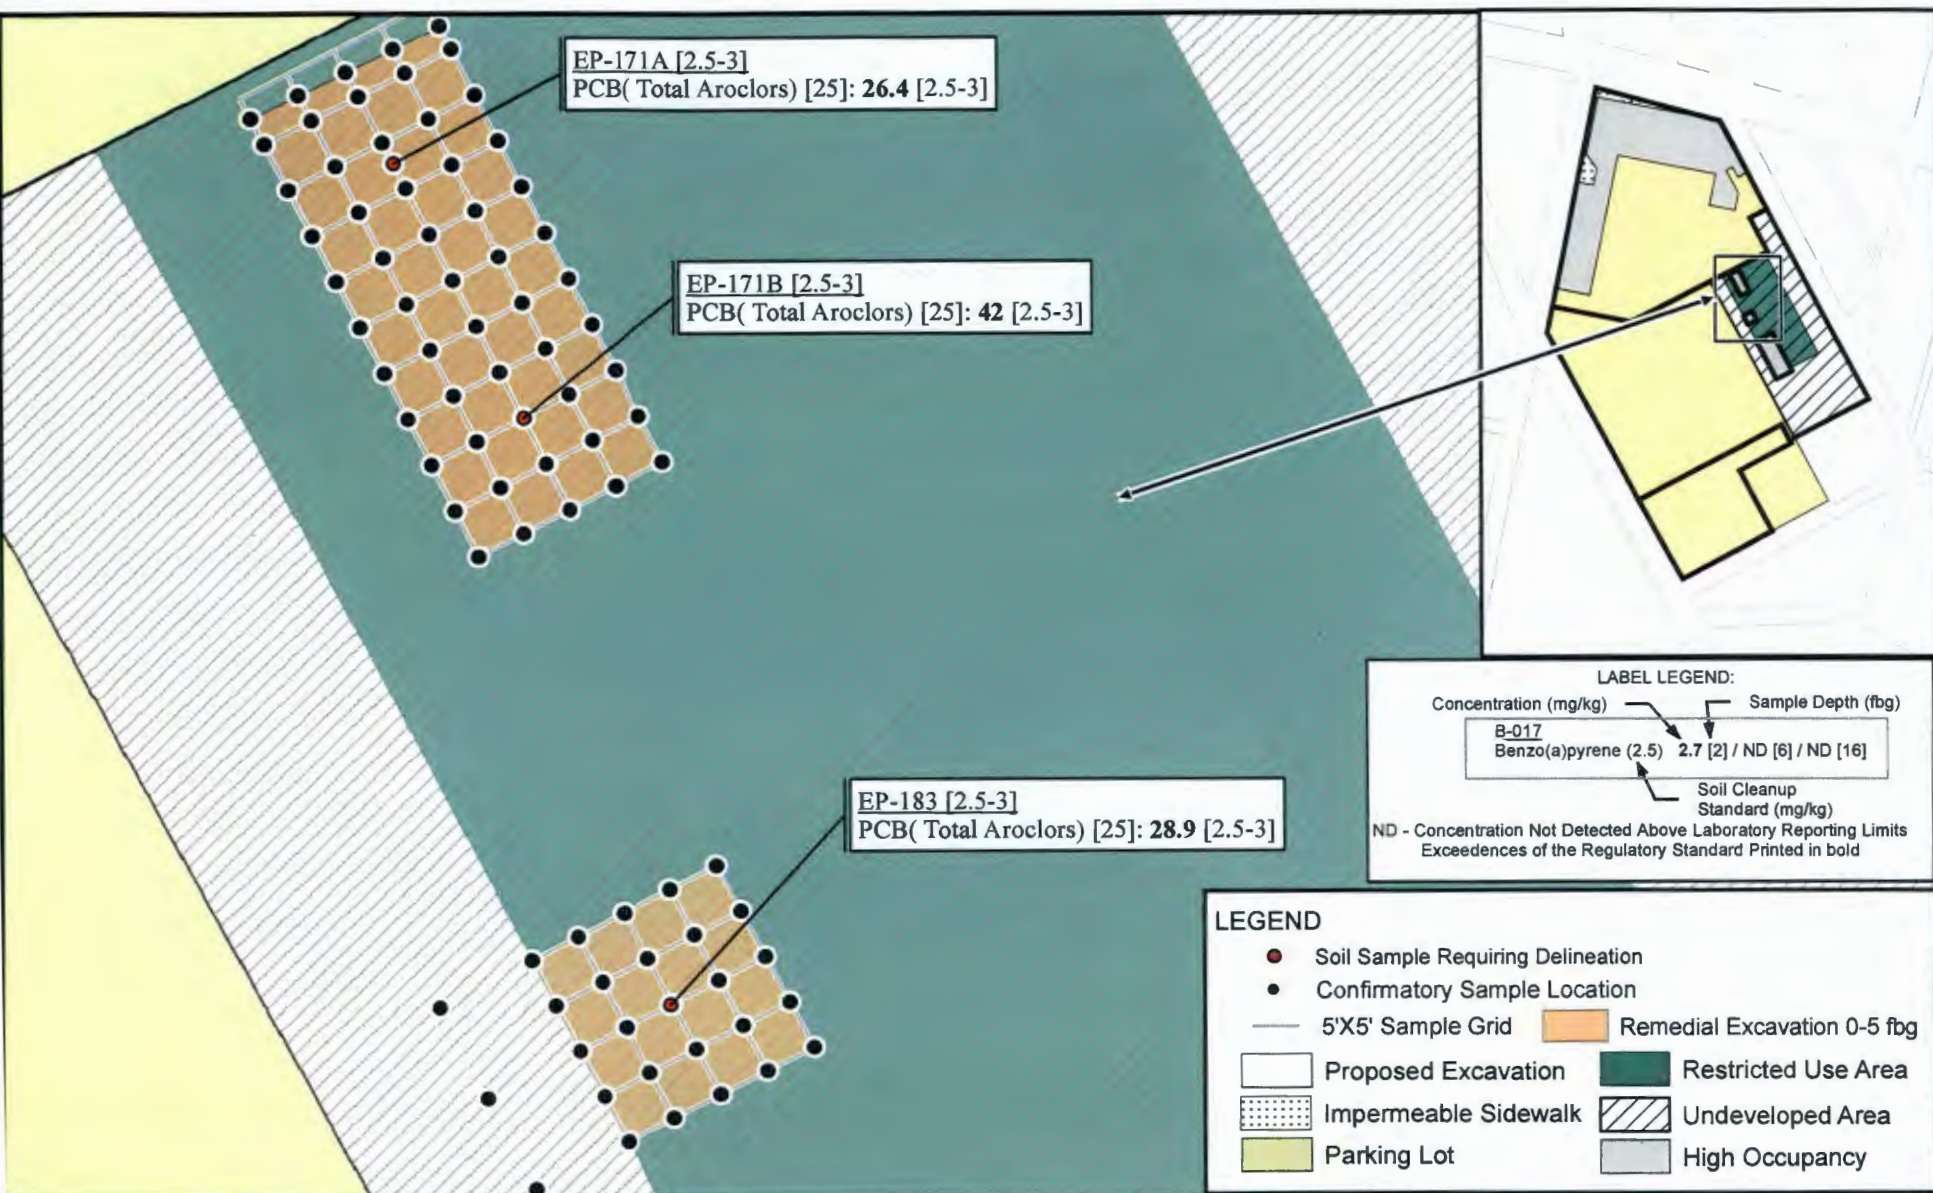 EP-171A [2.5-3]
PCB( Total Aroclors) [25]: 26.4 [2.5-3]
EP-171B [2.5-3]
PCB( Total Aroclors) [25]: 42 [2.5-3]
EP-183 [2.5-3]
PCB( Total Aroclors) [25]: 28.9 [2.5-3]
LABEL LEGEND:
Concentration (mg/kg)
Sample Depth (fbg)
B-017
Benzo(a)pyrene (2.5) 2.7 [2] / ND [6] / ND [16]
Soil Cleanup
Standard (mg/kg)
ND - Concentration Not Detected Above Laboratory Reporting Limits
Exceedences of the Regulatory Standard Printed in bold
LEGEND
Soil Sample Requiring Delineation
Confirmatory Sample Location
5'X5' Sample Grid
Remedial Excavation 0-5 fbg
Proposed Excavation
Restricted Use Area
Impermeable Sidewalk
Undeveloped Area
Parking Lot
High Occupancy